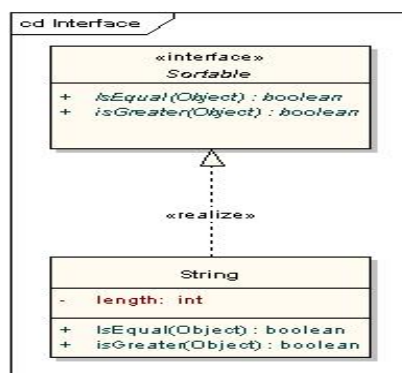 cd Interface
«interface»
Sortable
+ IsEqual(Object) : boolean
+ isGreater(Object) : boolean
«realize»
String
- length: int
+ IsEqual(Object) : boolean
+ isGreater(Object) : boolean